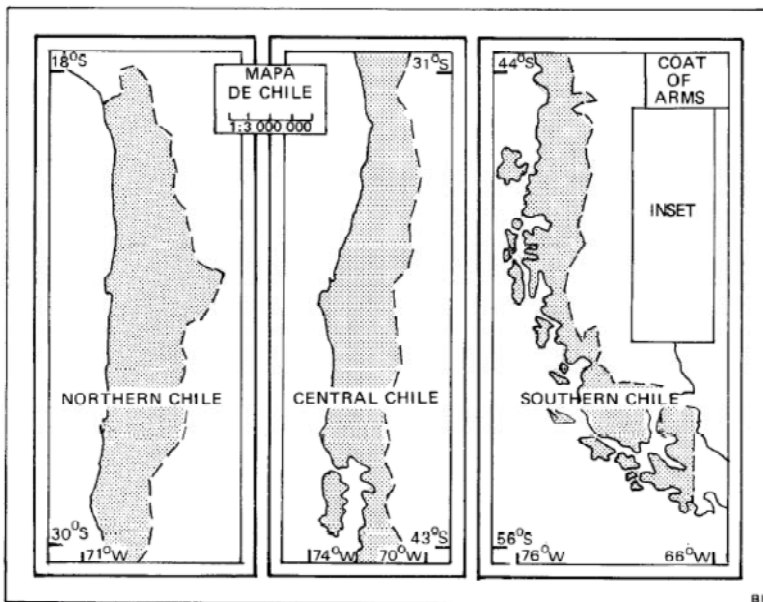 18°S
NORTHERN CHILE
30°S
71°W
MAPA
DE CHILE
1:3 000 000
31°S
CENTRAL CHILE
43°S
74°W
70°W
44°S
COAT
OF
ARMS
INSET
SOUTHERN CHILE
56°S
76°W
66°W